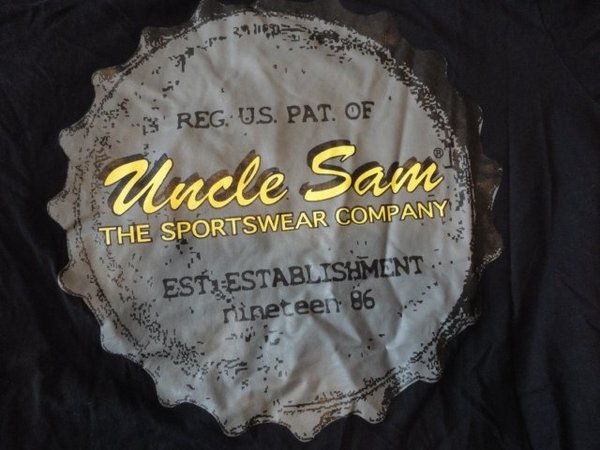 REG. U.S. PAT. OF
Uncle Sam®
THE SPORTSWEAR COMPANY
EST. ESTABLISHMENT
nineteen 86